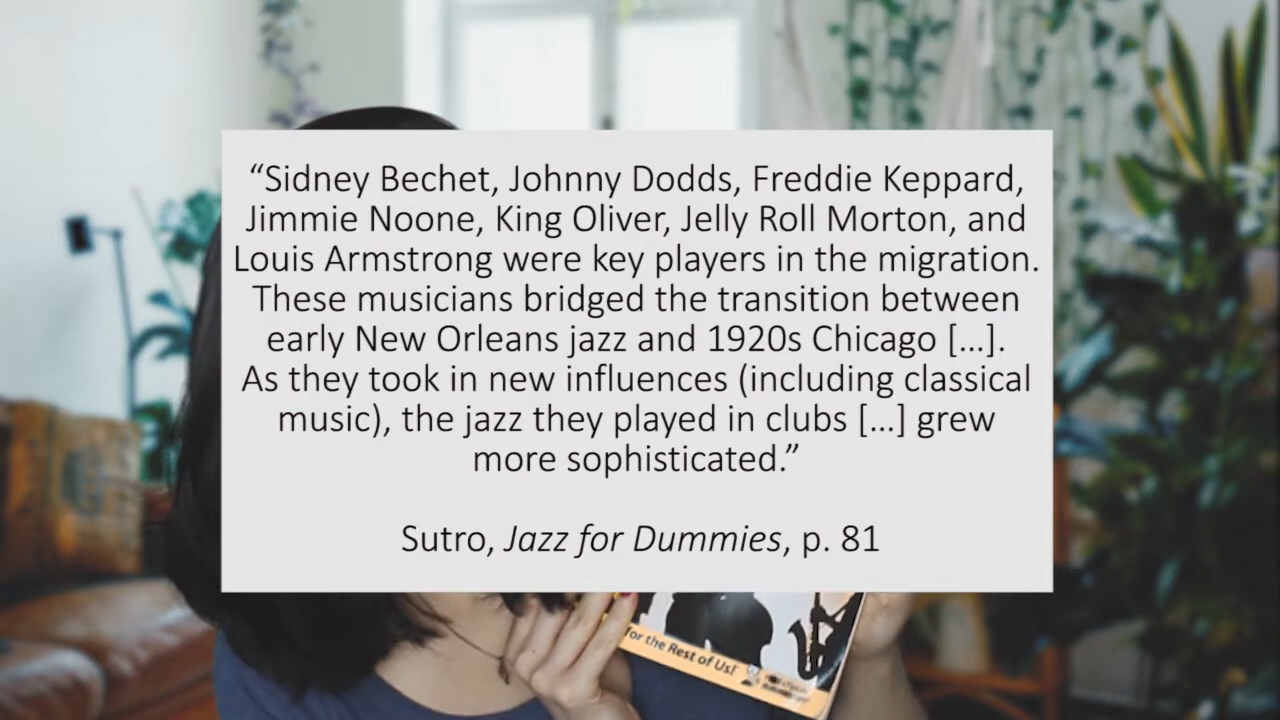 “Sidney Bechet, Johnny Dodds, Freddie Keppard,
Jimmie Noone, King Oliver, Jelly Roll Morton, and
Louis Armstrong were key players in the migration.
These musicians bridged the transition between
early New Orleans jazz and 1920s Chicago [...].
As they took in new influences (including classical
music), the jazz they played in clubs [...] grew
more sophisticated.”
Sutro, Jazz for Dummies, p. 81
for the Rest of Us!